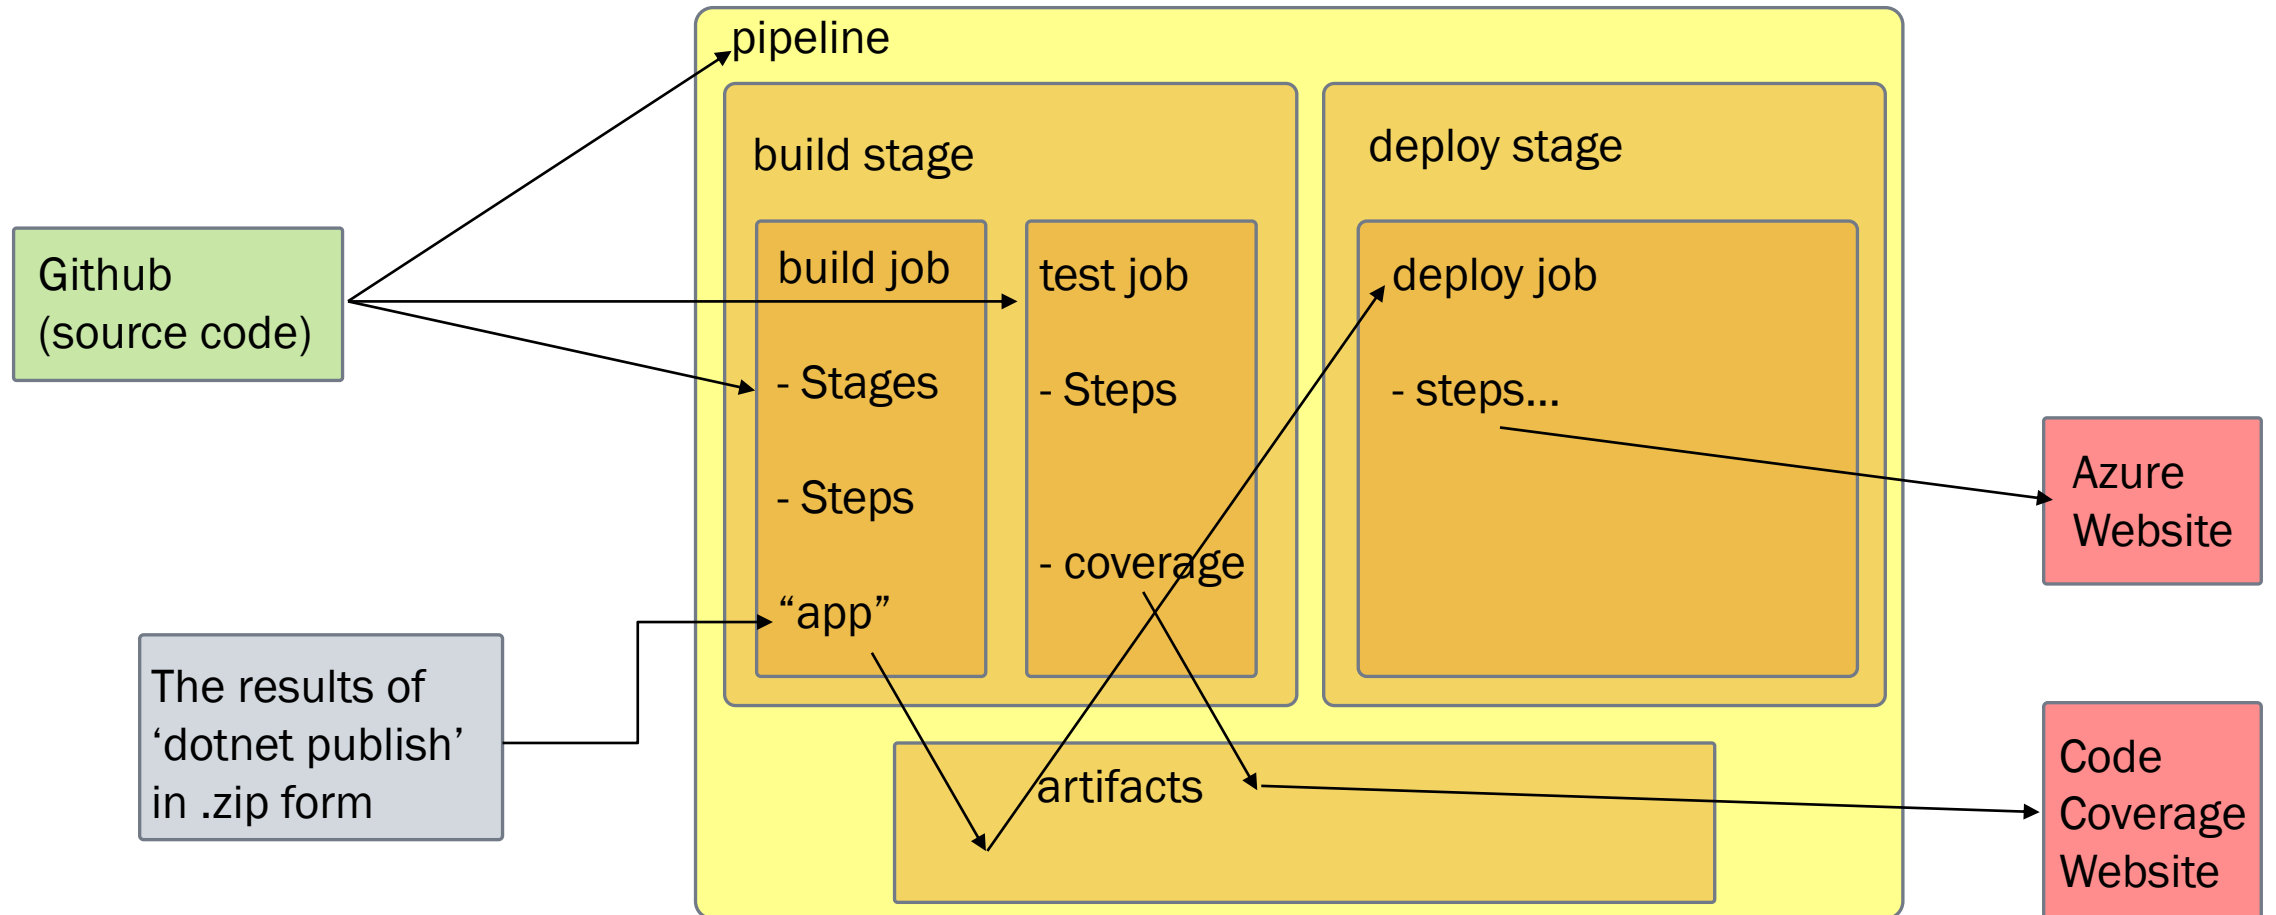 pipeline
build stage
deploy stage
Github
(source code)
build job
- Stages
- Steps
“app”
test job
- Steps
- coverage
deploy job
- steps...
Azure
Website
The results of
‘dotnet publish’
in .zip form
artifacts
Code
Coverage
Website